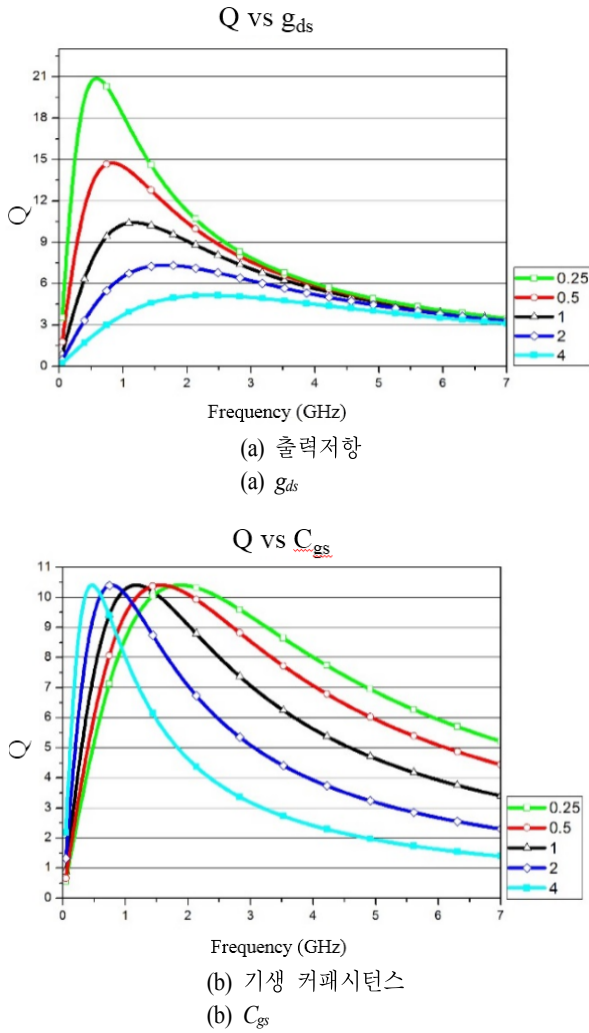 Q vs gds
21
18
15
12
9
6
3
0
Q
0 1 2 3 4 5 6 7
0.25
0.5
1
2
4
Frequency (GHz)
(a) 출력저항
(a) gds
Q vs Cgs
11
10
9
8
7
6
5
4
3
2
1
0
Q
0 1 2 3 4 5 6 7
0.25
0.5
1
2
4
Frequency (GHz)
(b) 기생 커패시턴스
(b) Cgs